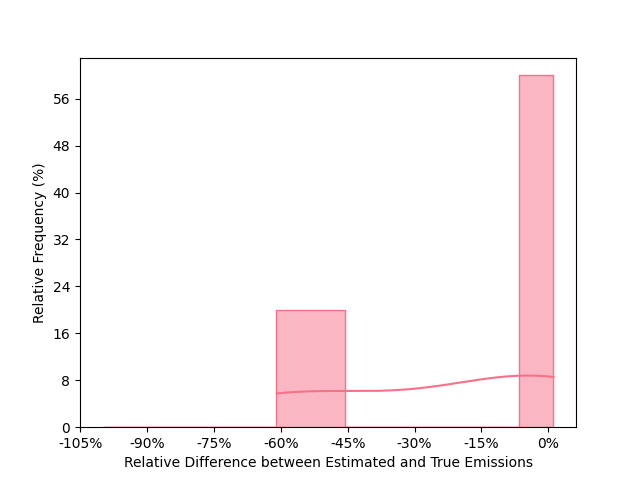 Relative Frequency (%)
56
48
40
32
24
16
8
0
-105% -90% -75% -60% -45% -30% -15% 0%
Relative Difference between Estimated and True Emissions